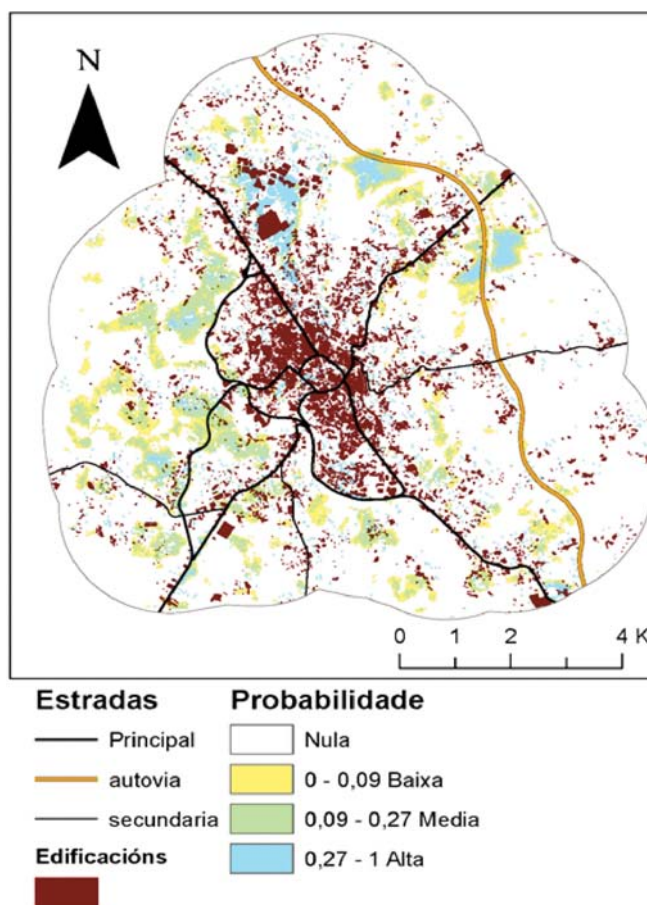 N
0 1 2 4 K
Estradas
Principal
autovia
secundaria
Edificacións
Probabilidade
Nula
0 - 0,09 Baixa
0,09 - 0,27 Media
0,27 - 1 Alta